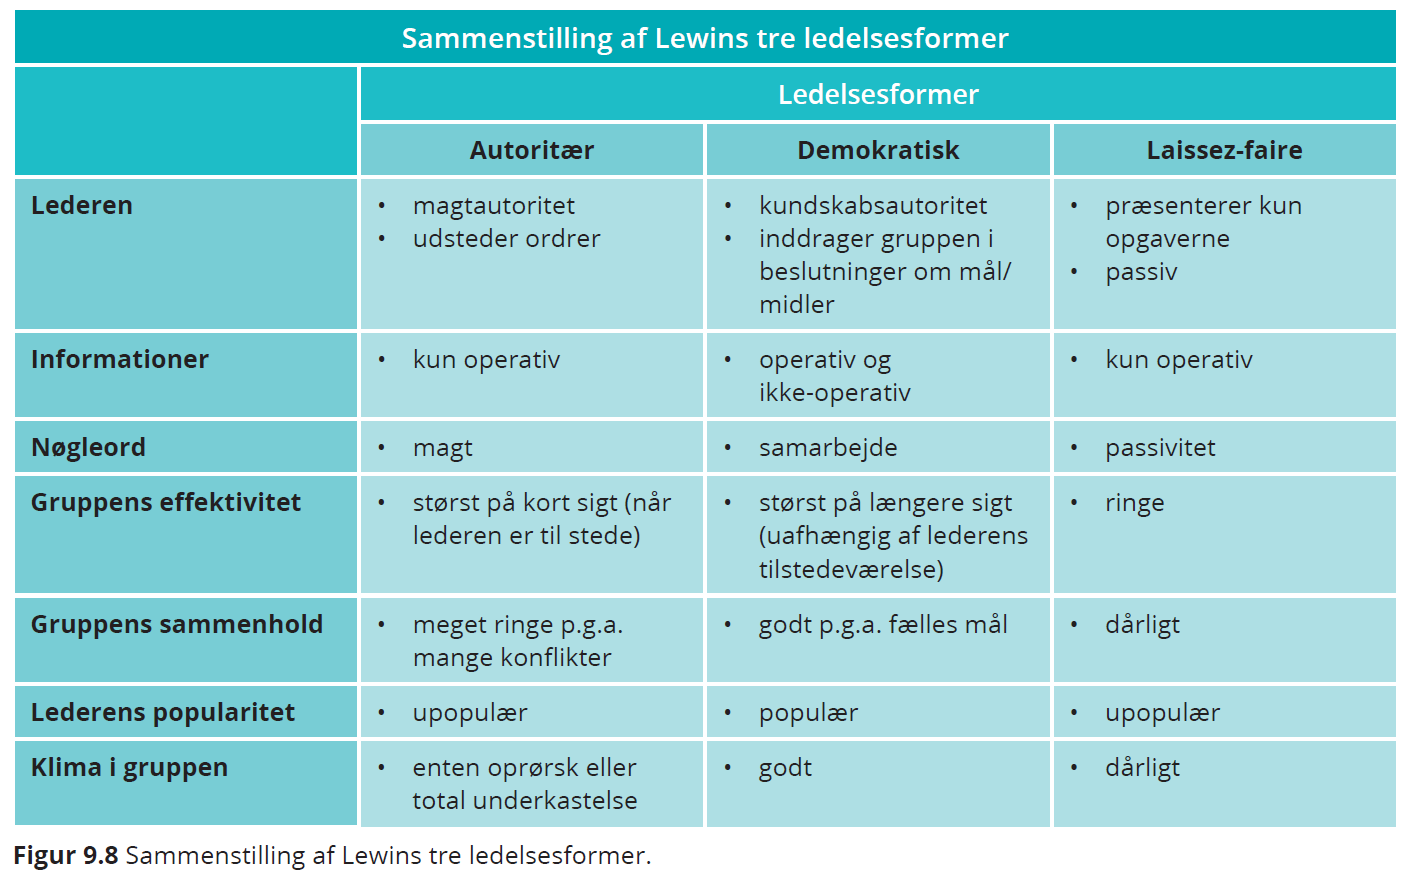 Sammenstilling af Lewins tre ledelsesformer
Ledelsesformer
Autoritær
Demokratisk
Laissez-faire
Lederen
• magtautoritet
• udsteder ordrer
• kundskabsautoritet
• inddrager gruppen i
beslutninger om mål/
midler
• præsenterer kun
opgaverne
• passiv
Informationer
• kun operativ
• operativ og
ikke-operativ
• kun operativ
Nøgleord
• magt
• samarbejde
• passivitet
Gruppens effektivitet
• størst på kort sigt (når
lederen er til stede)
• størst på længere sigt
(uafhængig af lederens
tilstedeværelse)
• ringe
Gruppens sammenhold
• meget ringe p.g.a.
mange konflikter
• godt p.g.a. fælles mål
• dårligt
Lederens popularitet
• upopulær
• populær
• upopulær
Klima i gruppen
• enten oprørsk eller
total underkastelse
• godt
• dårligt
Figur 9.8 Sammenstilling af Lewins tre ledelsesformer.